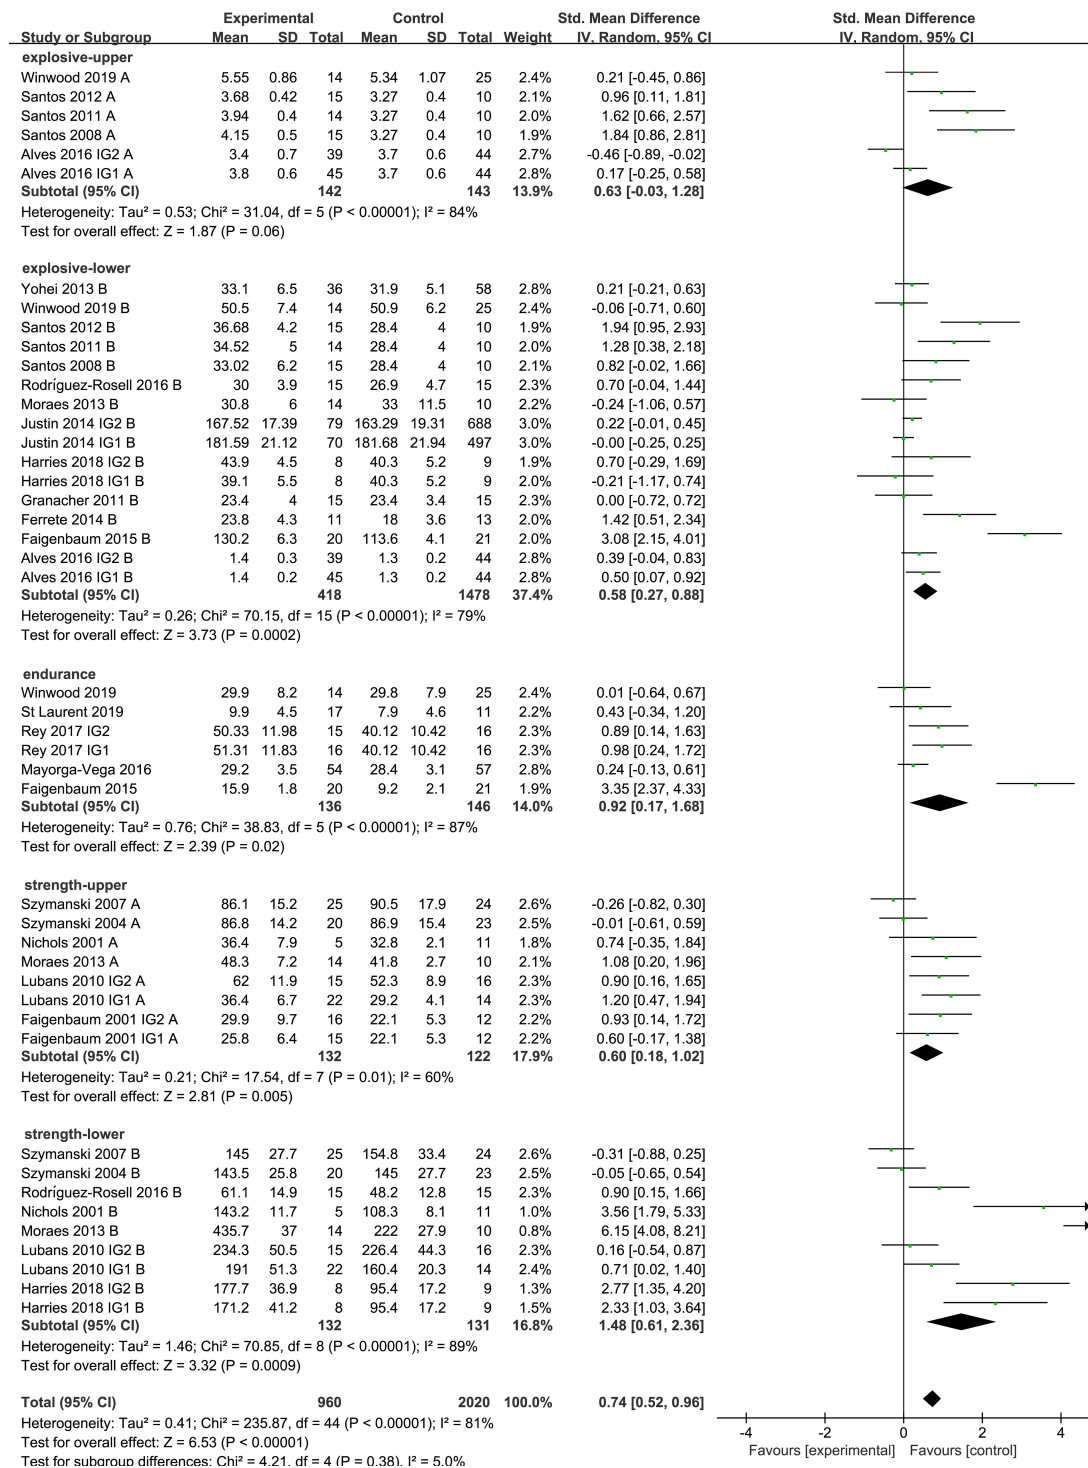 Experimental Control Std. Mean Difference Std. Mean Difference
Study or Subgroup Mean SD Total Mean SD Total Weight IV, Random, 95% CI IV, Random, 95% CI
explosive-upper
Winwood 2019 A 5.55 0.86 14 5.34 1.07 25 2.4% 0.21 [-0.45, 0.86]
Santos 2012 A 3.68 0.42 15 3.27 0.4 10 2.1% 0.96 [0.11, 1.81]
Santos 2011 A 3.94 0.4 14 3.27 0.4 10 2.0% 1.62 [0.66, 2.57]
Santos 2008 A 4.15 0.5 15 3.27 0.4 10 1.9% 1.84 [0.86, 2.81]
Alves 2016 IG2 A 3.4 0.7 39 3.7 0.6 44 2.7% -0.46 [-0.89, -0.02]
Alves 2016 IG1 A 3.8 0.6 45 3.7 0.6 44 2.8% 0.17 [-0.25, 0.58]
Subtotal (95% CI) 142 143 13.9% 0.63 [-0.03, 1.28]
Heterogeneity: Tau² = 0.53; Chi² = 31.04, df = 5 (P < 0.00001); I² = 84%
Test for overall effect: Z = 1.87 (P = 0.06)
explosive-lower
Yohei 2013 B 33.1 6.5 36 31.9 5.1 58 2.8% 0.21 [-0.21, 0.63]
Winwood 2019 B 50.5 7.4 14 50.9 6.2 25 2.4% -0.06 [-0.71, 0.60]
Santos 2012 B 36.68 4.2 15 28.4 4 10 1.9% 1.94 [0.95, 2.93]
Santos 2011 B 34.52 5 14 28.4 4 10 2.0% 1.28 [0.38, 2.18]
Santos 2008 B 33.02 6.2 15 28.4 4 10 2.1% 0.82 [-0.02, 1.66]
Rodríguez-Rosell 2016 B 30 3.9 15 26.9 4.7 15 2.3% 0.70 [-0.04, 1.44]
Moraes 2013 B 30.8 6 14 33 11.5 10 2.2% -0.24 [-1.06, 0.57]
Justin 2014 IG2 B 167.52 17.39 79 163.29 19.31 688 3.0% 0.22 [-0.01, 0.45]
Justin 2014 IG1 B 181.59 21.12 70 181.68 21.94 497 3.0% -0.00 [-0.25, 0.25]
Harries 2018 IG2 B 43.9 4.5 8 40.3 5.2 9 1.9% 0.70 [-0.29, 1.69]
Harries 2018 IG1 B 39.1 5.5 8 40.3 5.2 9 2.0% -0.21 [-1.17, 0.74]
Granacher 2011 B 23.4 4 15 23.4 3.4 15 2.3% 0.00 [-0.72, 0.72]
Ferrete 2014 B 23.8 4.3 11 18 3.6 13 2.0% 1.42 [0.51, 2.34]
Faigenbaum 2015 B 130.2 6.3 20 113.6 4.1 21 2.0% 3.08 [2.15, 4.01]
Alves 2016 IG2 B 1.4 0.3 39 1.3 0.2 44 2.8% 0.39 [-0.04, 0.83]
Alves 2016 IG1 B 1.4 0.2 45 1.3 0.2 44 2.8% 0.50 [0.07, 0.92]
Subtotal (95% CI) 418 1478 37.4% 0.58 [0.27, 0.88]
Heterogeneity: Tau² = 0.26; Chi² = 70.15, df = 15 (P < 0.00001); I² = 79%
Test for overall effect: Z = 3.73 (P = 0.0002)
endurance
Winwood 2019 29.9 8.2 14 29.8 7.9 25 2.4% 0.01 [-0.64, 0.67]
St Laurent 2019 9.9 4.5 17 7.9 4.6 11 2.2% 0.43 [-0.34, 1.20]
Rey 2017 IG2 50.33 11.98 15 40.12 10.42 16 2.3% 0.89 [0.14, 1.63]
Rey 2017 IG1 51.31 11.83 16 40.12 10.42 16 2.3% 0.98 [0.24, 1.72]
Mayorga-Vega 2016 29.2 3.5 54 28.4 3.1 57 2.8% 0.24 [-0.13, 0.61]
Faigenbaum 2015 15.9 1.8 20 9.2 2.1 21 1.9% 3.35 [2.37, 4.33]
Subtotal (95% CI) 136 146 14.0% 0.92 [0.17, 1.68]
Heterogeneity: Tau² = 0.76; Chi² = 38.83, df = 5 (P < 0.00001); I² = 87%
Test for overall effect: Z = 2.39 (P = 0.02)
strength-upper
Szymanski 2007 A 86.1 15.2 25 90.5 17.9 24 2.6% -0.26 [-0.82, 0.30]
Szymanski 2004 A 86.8 14.2 20 86.9 15.4 23 2.5% -0.01 [-0.61, 0.59]
Nichols 2001 A 36.4 7.9 5 32.8 2.1 11 1.8% 0.74 [-0.35, 1.84]
Moraes 2013 A 48.3 7.2 14 41.8 2.7 10 2.1% 1.08 [0.20, 1.96]
Lubans 2010 IG2 A 62 11.9 15 52.3 8.9 16 2.3% 0.90 [0.16, 1.65]
Lubans 2010 IG1 A 36.4 6.7 22 29.2 4.1 14 2.3% 1.20 [0.47, 1.94]
Faigenbaum 2001 IG2 A 29.9 9.7 16 22.1 5.3 12 2.2% 0.93 [0.14, 1.72]
Faigenbaum 2001 IG1 A 25.8 6.4 15 22.1 5.3 12 2.2% 0.60 [-0.17, 1.38]
Subtotal (95% CI) 132 122 17.9% 0.60 [0.18, 1.02]
Heterogeneity: Tau² = 0.21; Chi² = 17.54, df = 7 (P = 0.01); I² = 60%
Test for overall effect: Z = 2.81 (P = 0.005)
strength-lower
Szymanski 2007 B 145 27.7 25 154.8 33.4 24 2.6% -0.31 [-0.88, 0.25]
Szymanski 2004 B 143.5 25.8 20 145 27.7 23 2.5% -0.05 [-0.65, 0.54]
Rodríguez-Rosell 2016 B 61.1 14.9 15 48.2 12.8 15 2.3% 0.90 [0.15, 1.66]
Nichols 2001 B 143.2 11.7 5 108.3 8.1 11 1.0% 3.56 [1.79, 5.33]
Moraes 2013 B 435.7 37 14 222 27.9 10 0.8% 6.15 [4.08, 8.21]
Lubans 2010 IG2 B 234.3 50.5 15 226.4 44.3 16 2.3% 0.16 [-0.54, 0.87]
Lubans 2010 IG1 B 191 51.3 22 160.4 20.3 14 2.4% 0.71 [0.02, 1.40]
Harries 2018 IG2 B 177.7 36.9 8 95.4 17.2 9 1.3% 2.77 [1.35, 4.20]
Harries 2018 IG1 B 171.2 41.2 8 95.4 17.2 9 1.5% 2.33 [1.03, 3.64]
Subtotal (95% CI) 132 131 16.8% 1.48 [0.61, 2.36]
Heterogeneity: Tau² = 1.46; Chi² = 70.85, df = 8 (P < 0.00001); I² = 89%
Test for overall effect: Z = 3.32 (P = 0.0009)
Total (95% CI) 960 2020 100.0% 0.74 [0.52, 0.96]
Heterogeneity: Tau² = 0.41; Chi² = 235.87, df = 44 (P < 0.00001); I² = 81%
Test for overall effect: Z = 6.53 (P < 0.00001)
Test for subgroup differences: Chi² = 4.21, df = 4 (P = 0.38), I² = 5.0%
-4 -2 0 2 4
Favours [experimental] Favours [control]